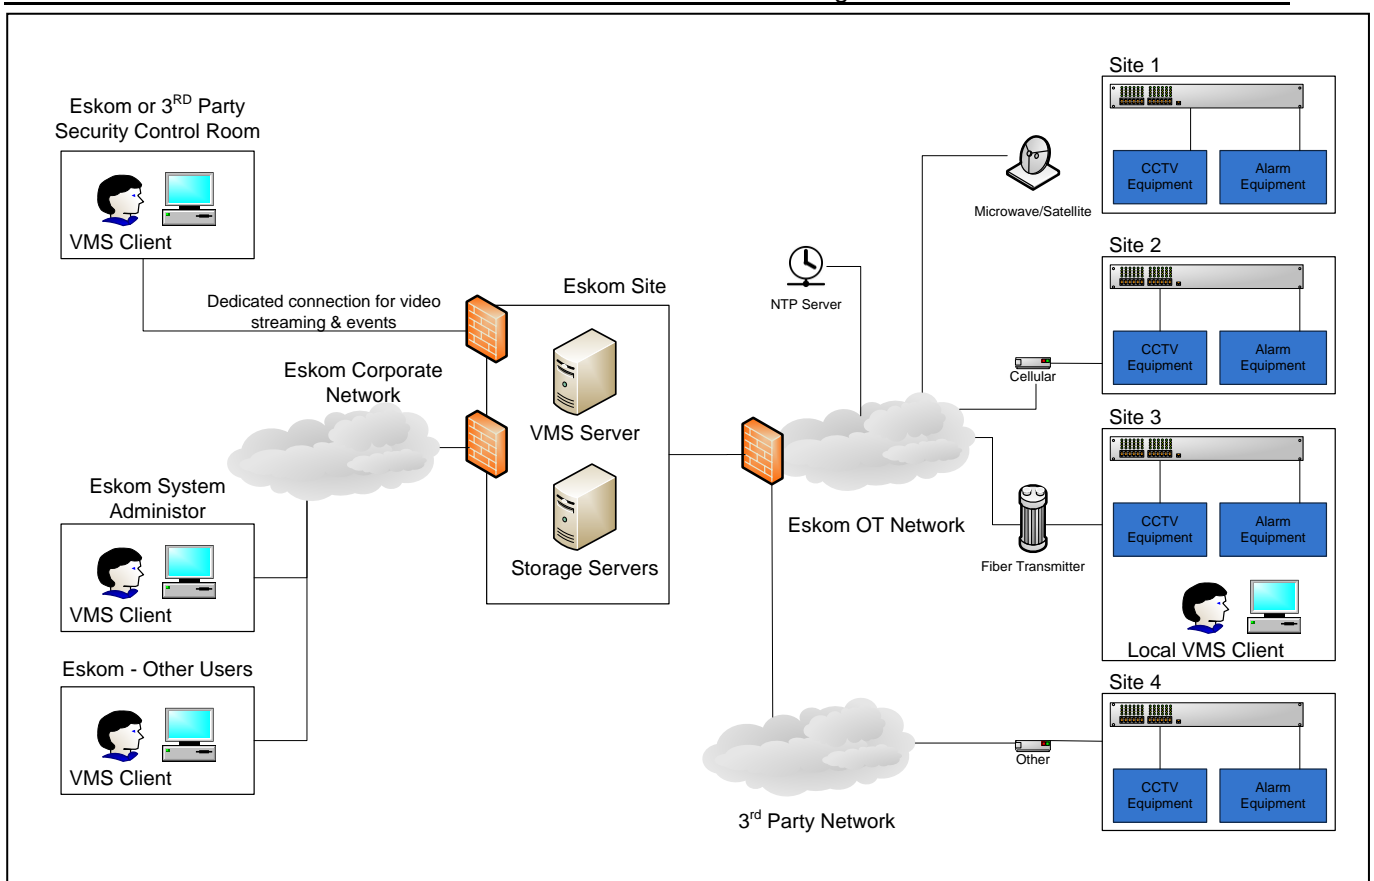 Eskom or 3RD Party
Security Control Room
VMS Client
Dedicated connection for video
streaming & events
Eskom Corporate
Network
Eskom System
Administor
VMS Client
Eskom - Other Users
VMS Client
Eskom Site
VMS Server
Storage Servers
NTP Server
Eskom OT Network
3rd Party Network
Microwave/Satellite
Cellular
Fiber Transmitter
Other
Site 1
CCTV
Equipment
Alarm
Equipment
Site 2
CCTV
Equipment
Alarm
Equipment
Site 3
CCTV
Equipment
Alarm
Equipment
Local VMS Client
Site 4
CCTV
Equipment
Alarm
Equipment